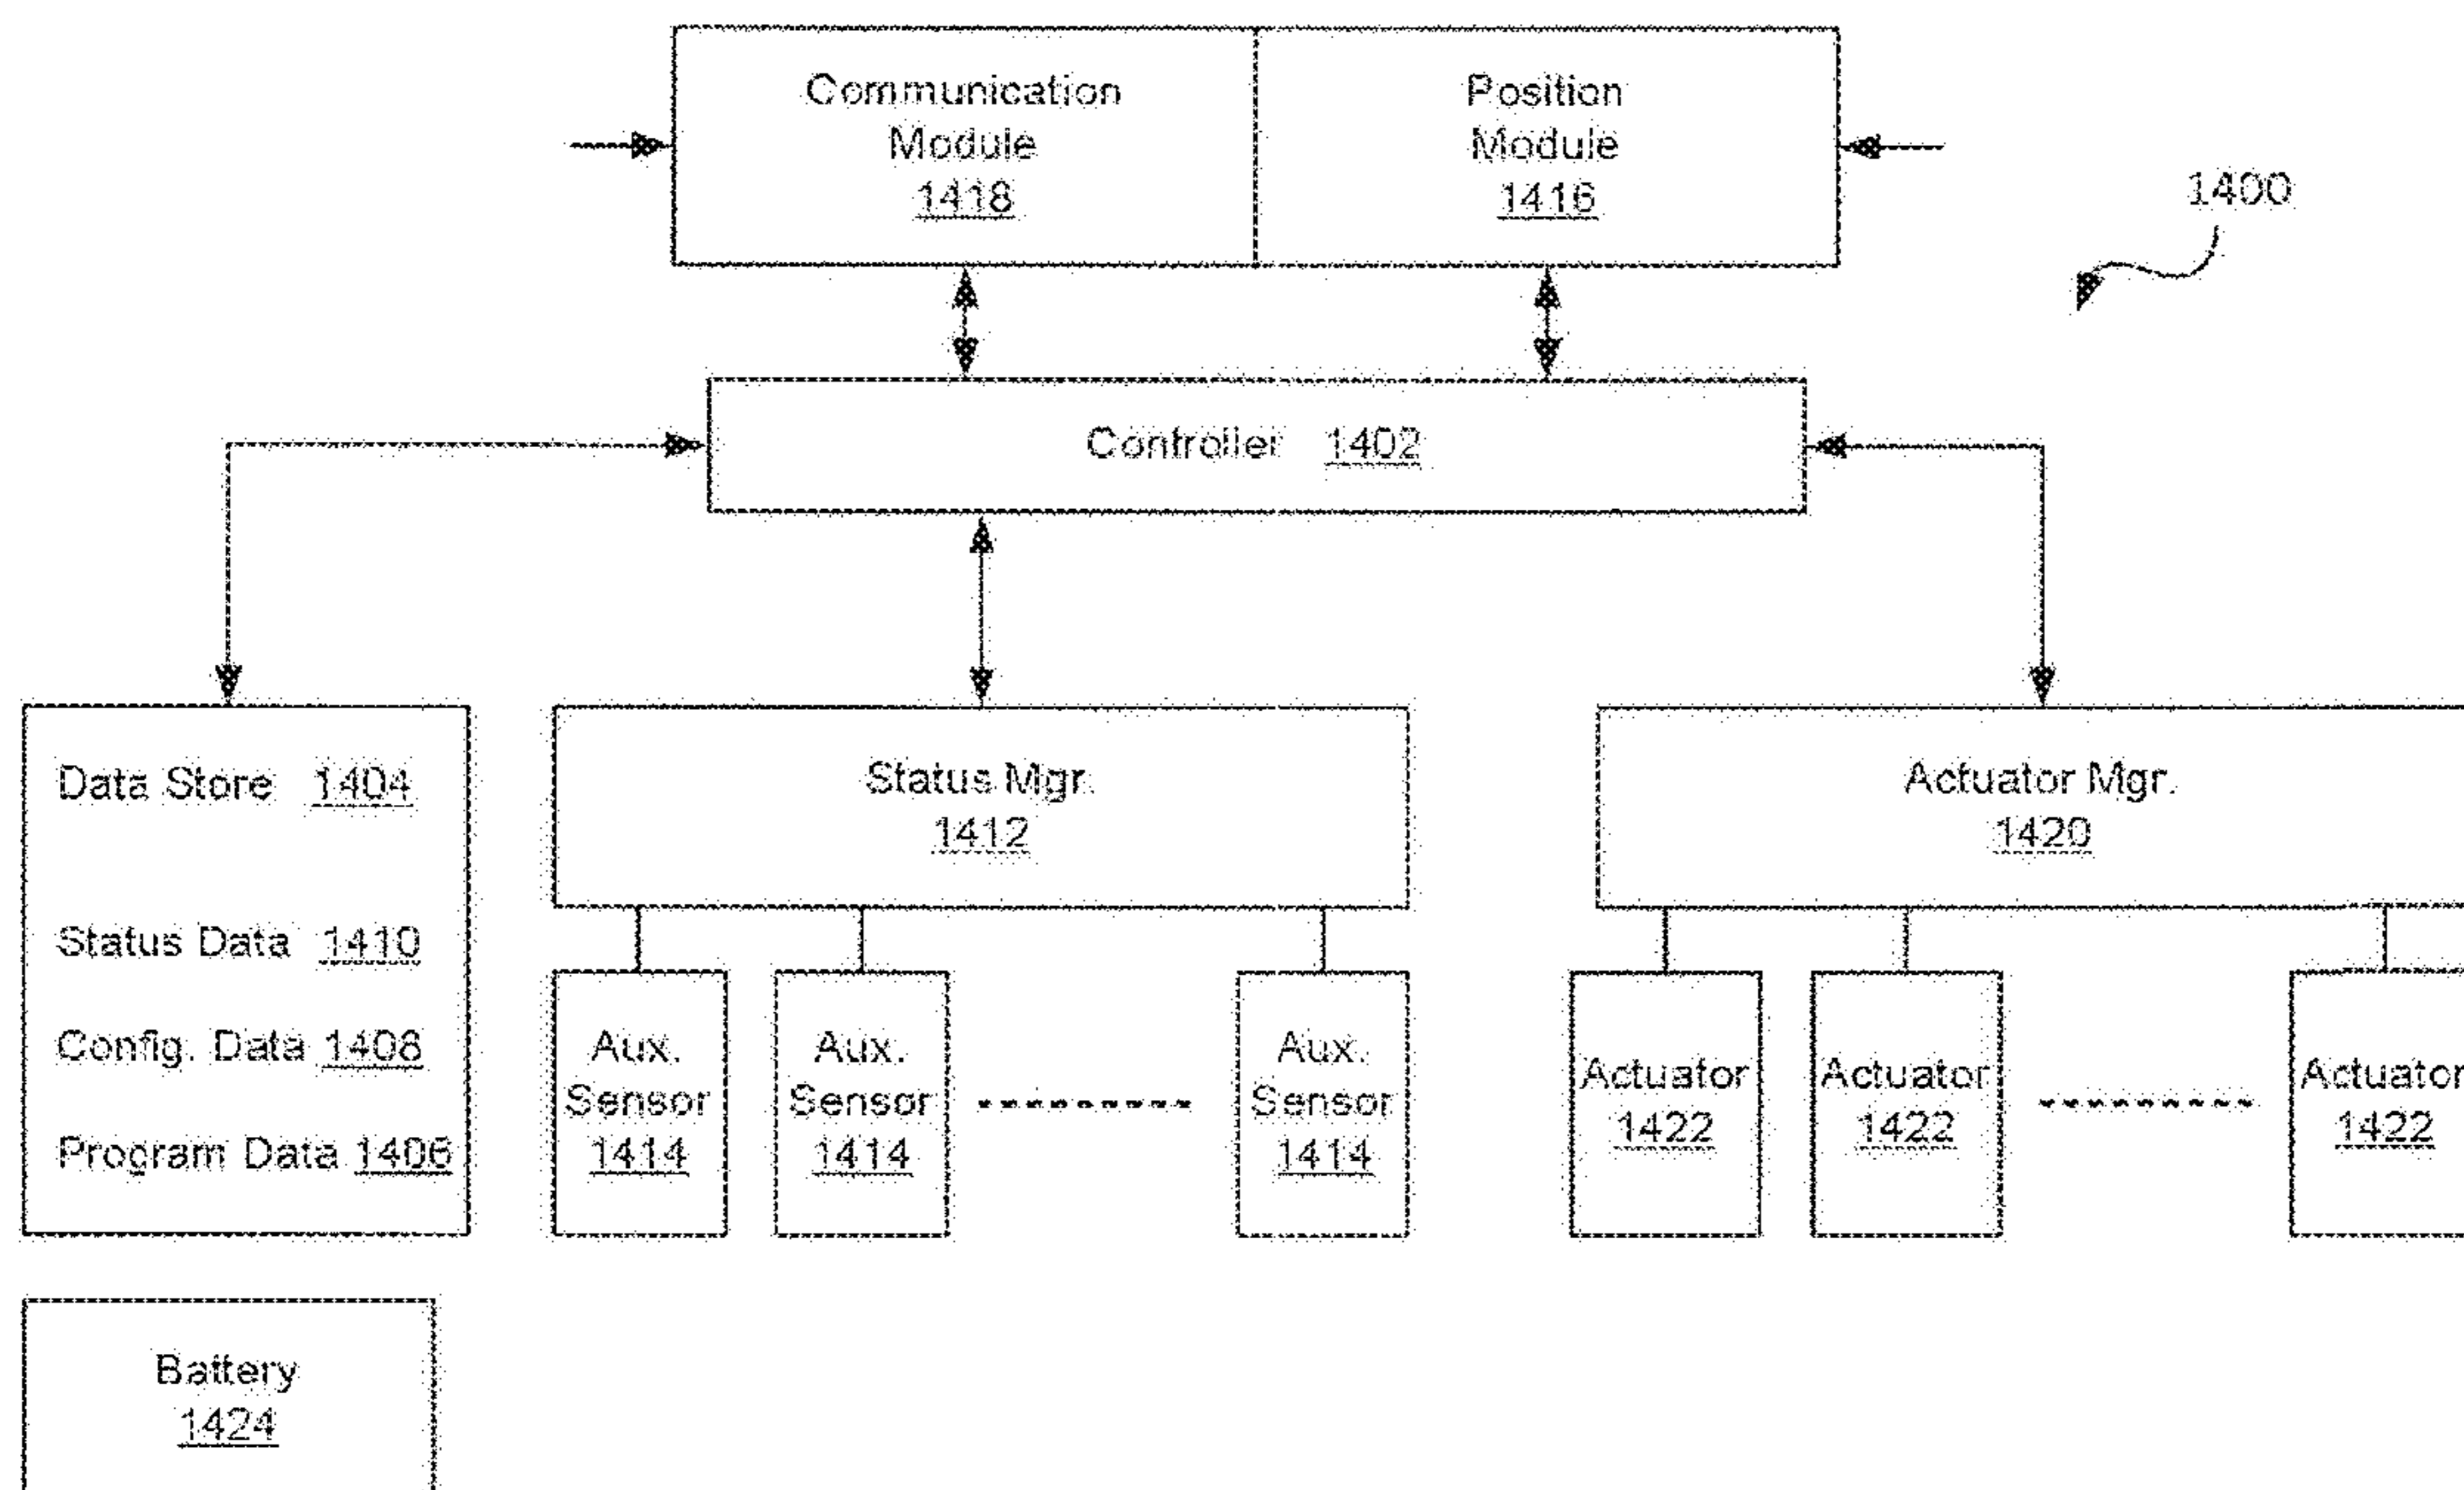 Communication
Module
1418
Position
Module
1416
1400
Controller 1402
Data Store 1404
Status Data 1410
Config. Data 1408
Program Data 1406
Status Mgr.
1412
Actuator Mgr.
1420
Aux.
Sensor
1414
Aux.
Sensor
1414
Aux.
Sensor
1414
Actuator
1422
Actuator
1422
Actuator
1422
Battery
1424